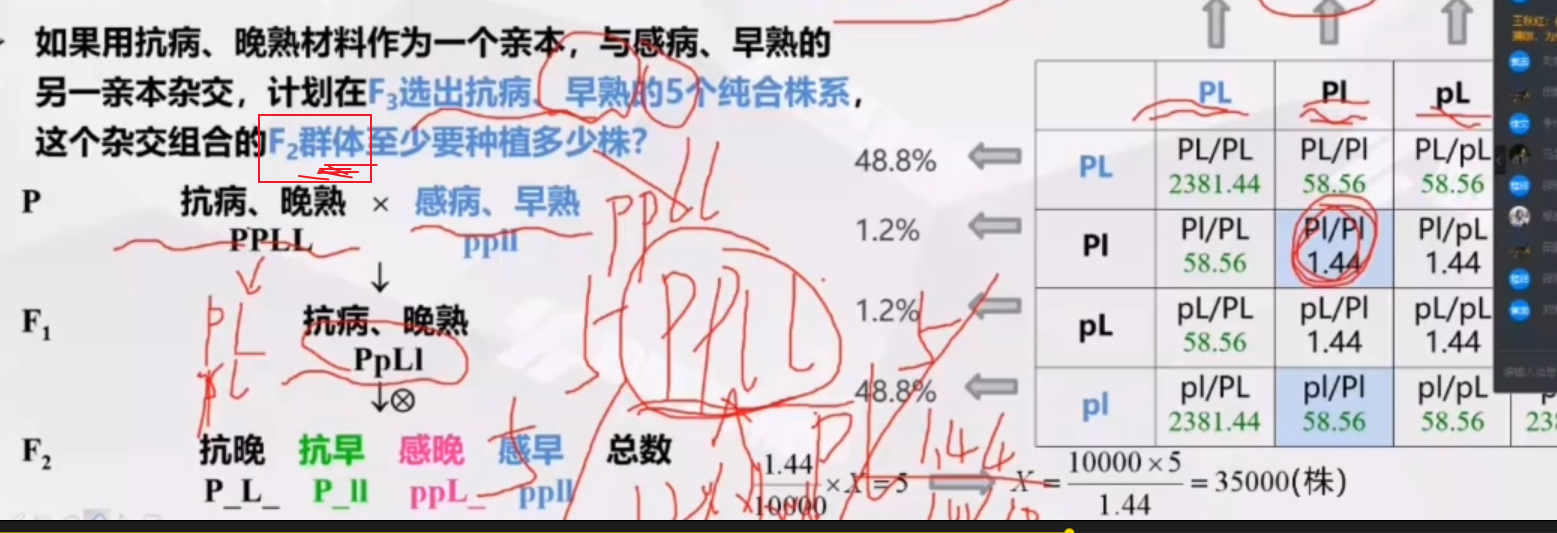 如果用抗病、晚熟材料作为一个亲本，与感病、早熟的
另一亲本杂交，计划在F₃选出抗病、早熟的5个纯合株系，
这个杂交组合的F₂群体至少要种植多少株?
P 抗病、晚熟 × 感病、早熟
PPLL ppll
ppll
PL
pl
F₁ 抗病、晚熟
PpLl
PPLL
↓⊗
F₂ 抗晚 抗早 感晚 感早 总数
P_L_ P_ll ppL_ ppll
PL Pl pL
48.8% PL PL/PL PL/Pl PL/pL
2381.44 58.56 58.56
1.2% Pl Pl/PL Pl/Pl Pl/pL
58.56 1.44 1.44
1.2% pL pL/PL pL/Pl pL/pL
58.56 1.44 1.44
48.8% pl pl/PL pl/Pl pl/pL
2381.44 58.56 58.56 23
1.44
1.44/10000 × X = 5 X = 10000×5/1.44 = 35000(株)